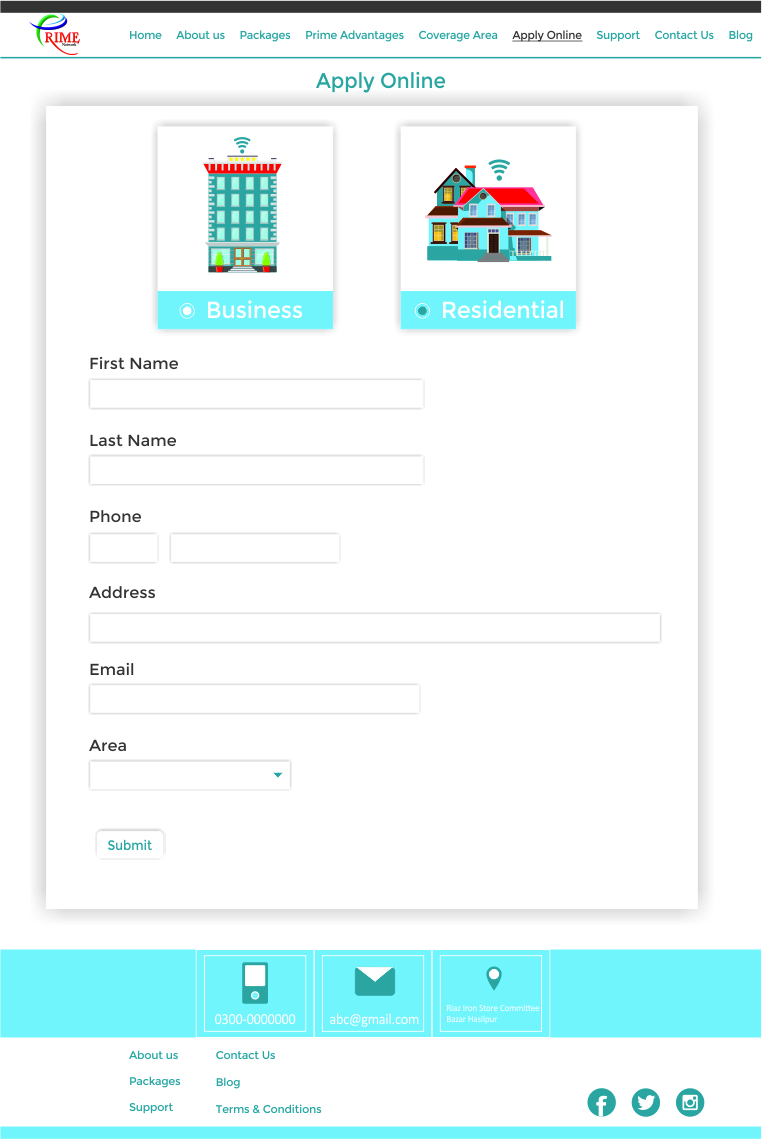 PRIME
Network
Home About us Packages Prime Advantages Coverage Area Apply Online Support Contact Us Blog
Apply Online
Business
Residential
First Name
Last Name
Phone
Address
Email
Area
Submit
0300-0000000
abc@gmail.com
Riaz Iron Store Committee
Bazar Hasilpur
About us
Contact Us
Packages
Blog
Support
Terms & Conditions